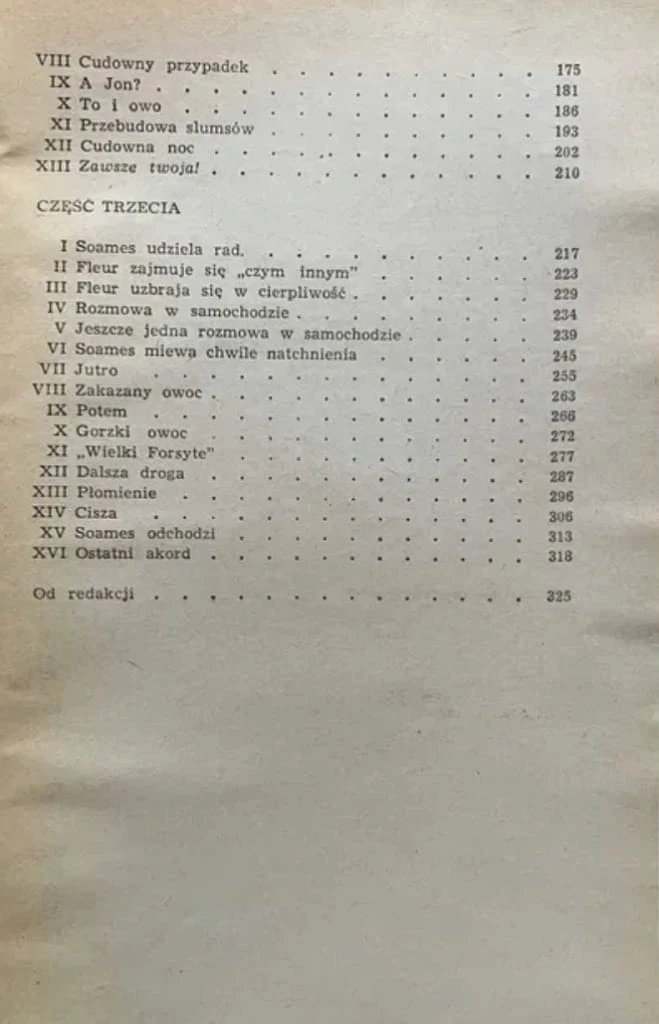 VIII Cudowny przypadek . . . . . . . . . . 175
IX A Jon? . . . . . . . . . . . . . . 181
X To i owo . . . . . . . . . . . . . 186
XI Przebudowa slumsów . . . . . . . . . . 193
XII Cudowna noc . . . . . . . . . . . . 202
XIII Zawsze twoja! . . . . . . . . . . . . 210
CZĘŚĆ TRZECIA
I Soames udziela rad. . . . . . . . . . . 217
II Fleur zajmuje się „czym innym” . . . . . . 223
III Fleur uzbraja się w cierpliwość . . . . . . . 229
IV Rozmowa w samochodzie . . . . . . . . . 234
V Jeszcze jedna rozmowa w samochodzie . . . . . 239
VI Soames miewa chwile natchnienia . . . . . . 245
VII Jutro . . . . . . . . . . . . . . 255
VIII Zakazany owoc . . . . . . . . . . . . 263
IX Potem . . . . . . . . . . . . . . 266
X Gorzki owoc . . . . . . . . . . . . 272
XI „Wielki Forsyte” . . . . . . . . . . . 277
XII Dalsza droga . . . . . . . . . . . . 287
XIII Płomienie . . . . . . . . . . . . . 296
XIV Cisza . . . . . . . . . . . . . . 306
XV Soames odchodzi . . . . . . . . . . . 313
XVI Ostatni akord . . . . . . . . . . . . 318
Od redakcji . . . . . . . . . . . . . . 325